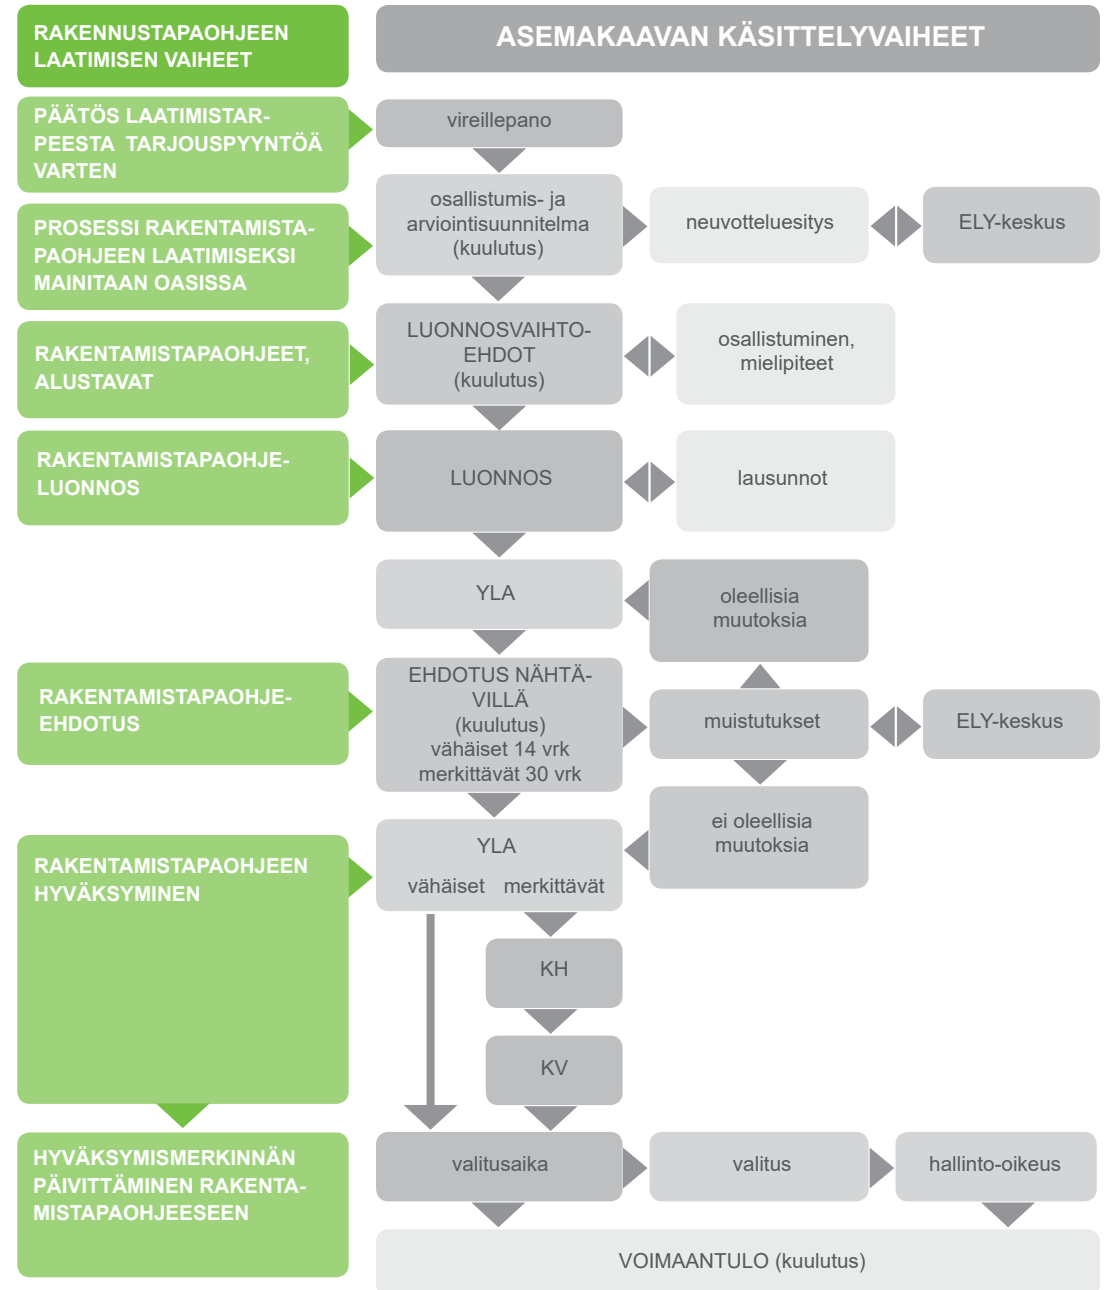 RAKENNUSTAPAOHJEEN
LAATIMISEN VAIHEET
ASEMAKAAVAN KÄSITTELYVAIHEET
PÄÄTÖS LAATIMISTAR-
PEESTA TARJOUSPYYNTÖÄ
VARTEN
vireillepano
PROSESSI RAKENTAMISTA-
PAOHJEEN LAATIMISEKSI
MAINITAAN OASISSA
osallistumis- ja
arviointisuunnitelma
(kuulutus)
neuvotteluesitys
ELY-keskus
RAKENTAMISTAPAOHJEET,
ALUSTAVAT
LUONNOSVAIHTO-
EHDOT
(kuulutus)
osallistuminen,
mielipiteet
RAKENTAMISTAPAOHJE-
LUONNOS
LUONNOS
lausunnot
YLA
oleellisia
muutoksia
RAKENTAMISTAPAOHJE-
EHDOTUS
EHDOTUS NÄHTÄ-
VILLÄ
(kuulutus)
vähäiset 14 vrk
merkittävät 30 vrk
muistutukset
ELY-keskus
ei oleellisia
muutoksia
RAKENTAMISTAPAOHJEEN
HYVÄKSYMINEN
YLA
vähäiset merkittävät
KH
KV
HYVÄKSYMISMERKINNÄN
PÄIVITTÄMINEN RAKENTA-
MISTAPAOHJEESEEN
valitusaika
valitus
hallinto-oikeus
VOIMAANTULO (kuulutus)